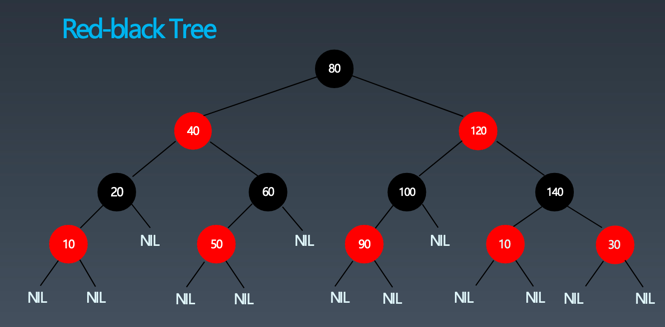 Red-black Tree
80
40 120
20 60 100 140
10 NIL 50 NIL 90 NIL 10 30
NIL NIL NIL NIL NIL NIL NIL NIL NIL NIL